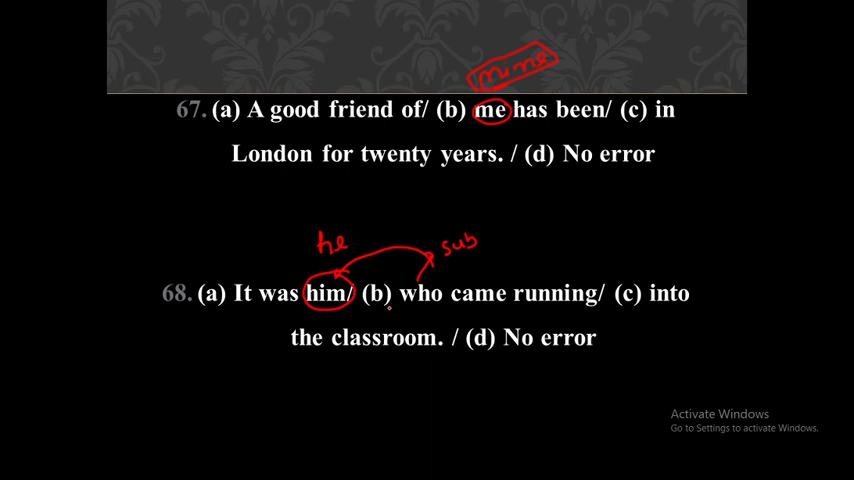 mine
67. (a) A good friend of/ (b) me has been/ (c) in
London for twenty years. / (d) No error
he
sub
68. (a) It was him/ (b) who came running/ (c) into
the classroom. / (d) No error
Activate Windows
Go to Settings to activate Windows.